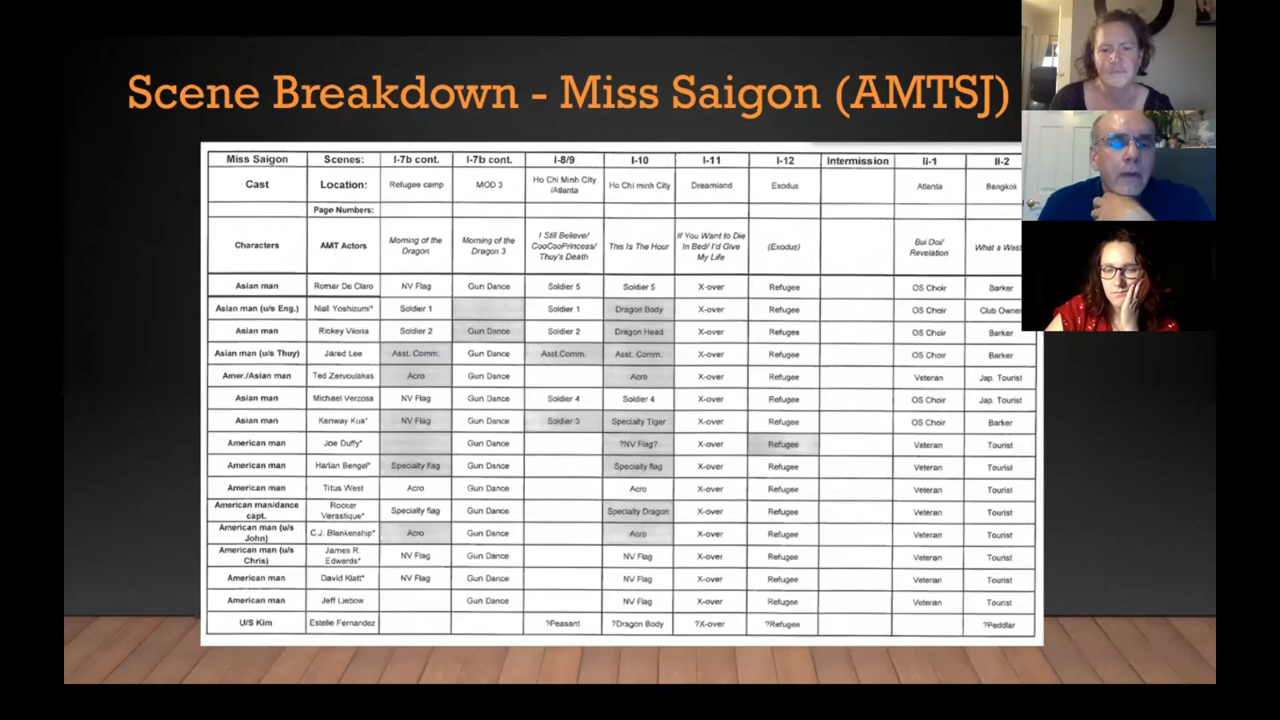 Scene Breakdown - Miss Saigon (AMTSJ)
Miss Saigon Scenes: I-7b cont. I-7b cont. I-8/9 I-10 I-11 I-12 Intermission Ii-1 II-2
Cast Location: Refugee camp MOD 3 Ho Chi Minh City /Atlanta Ho Chi minh City Dreamland Exodus Atlanta Bangkok
Page Numbers:
Characters AMT Actors Morning of the Dragon Morning of the Dragon 3 I Still Believe/ CooCooPrincess/ Thuy's Death This Is The Hour If You Want to Die In Bed/ I'd Give My Life (Exodus) Bui Doi/ Revelation What a Was
Asian man Romar De Claro NV Flag Gun Dance Soldier 5 Soldier 5 X-over Refugee OS Choir Barker
Asian man (u/s Eng.) Niall Yoshizumi* Soldier 1 Soldier 1 Dragon Body X-over Refugee OS Choir Club Owne
Asian man Rickey Viloria Soldier 2 Gun Dance Soldier 2 Dragon Head X-over Refugee OS Choir Barker
Asian man (u/s Thuy) Jared Lee Asst. Comm. Gun Dance Asst.Comm. Asst. Comm. X-over Refugee OS Choir Barker
Amer./Asian man Ted Zervoulakas Acro Gun Dance Acro X-over Refugee Veteran Jap. Tourist
Asian man Michael Verzosa NV Flag Gun Dance Soldier 4 Soldier 4 X-over Refugee OS Choir Jap. Tourist
Asian man Kenway Kua* NV Flag Gun Dance Soldier 3 Specialty Tiger X-over Refugee OS Choir Barker
American man Joe Duffy* Gun Dance ?NV Flag? X-over Refugee Veteran Tourist
American man Harlan Bengel* Specialty flag Gun Dance Specialty flag X-over Refugee Veteran Tourist
American man Titus West Acro Gun Dance Acro X-over Refugee Veteran Tourist
American man/dance capt. Rocker Verastique* Specialty flag Gun Dance Specialty Dragon X-over Refugee Veteran Tourist
American man (u/s John) C.J. Blankenship* Acro Gun Dance Acro X-over Refugee Veteran Tourist
American man (u/s Chris) James R. Edwards* NV Flag Gun Dance NV Flag X-over Refugee Veteran Tourist
American man David Klatt* NV Flag Gun Dance NV Flag X-over Refugee Veteran Tourist
American man Jeff Liebow Gun Dance NV Flag X-over Refugee Veteran Tourist
U/S Kim Estelle Fernandez ?Peasant ?Dragon Body ?X-over ?Refugee ?Peddlar